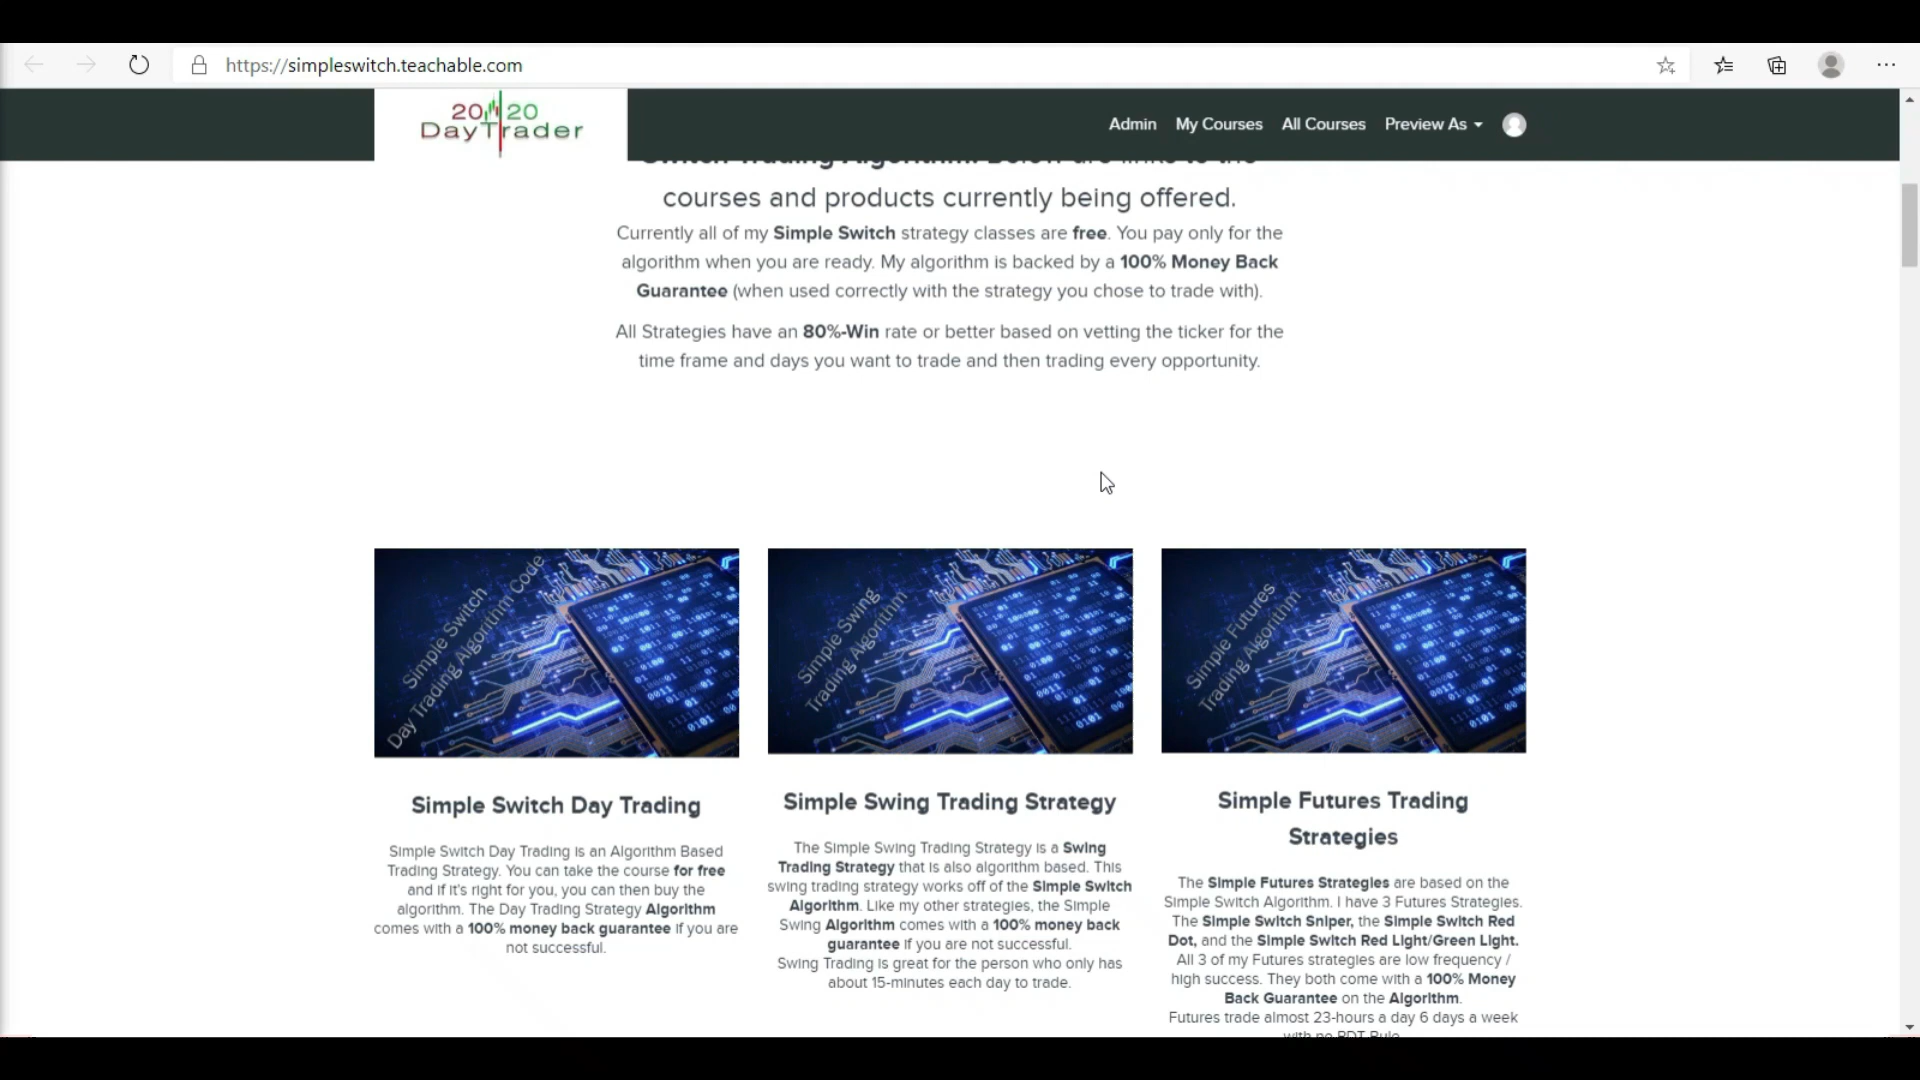 https://simpleswitch.teachable.com
20 20
DayTrader
Admin My Courses All Courses Preview As
Switch Trading Algorithm. Below are links to the
courses and products currently being offered.
Currently all of my Simple Switch strategy classes are free. You pay only for the
algorithm when you are ready. My algorithm is backed by a 100% Money Back
Guarantee (when used correctly with the strategy you chose to trade with).
All Strategies have an 80%-Win rate or better based on vetting the ticker for the
time frame and days you want to trade and then trading every opportunity.
Simple Switch
Day Trading Algorithm Code
Simple Swing
Trading Algorithm
Simple Futures
Trading Algorithm
Simple Switch Day Trading
Simple Switch Day Trading is an Algorithm Based
Trading Strategy. You can take the course for free
and if it's right for you, you can then buy the
algorithm. The Day Trading Strategy Algorithm
comes with a 100% money back guarantee if you are
not successful.
Simple Swing Trading Strategy
The Simple Swing Trading Strategy is a Swing
Trading Strategy that is also algorithm based. This
swing trading strategy works off of the Simple Switch
Algorithm. Like my other strategies, the Simple
Swing Algorithm comes with a 100% money back
guarantee if you are not successful.
Swing Trading is great for the person who only has
about 15-minutes each day to trade.
Simple Futures Trading
Strategies
The Simple Futures Strategies are based on the
Simple Switch Algorithm. I have 3 Futures Strategies.
The Simple Switch Sniper, the Simple Switch Red
Dot, and the Simple Switch Red Light/Green Light.
All 3 of my Futures strategies are low frequency /
high success. They both come with a 100% Money
Back Guarantee on the Algorithm.
Futures trade almost 23-hours a day 6 days a week
with no PDT Rule